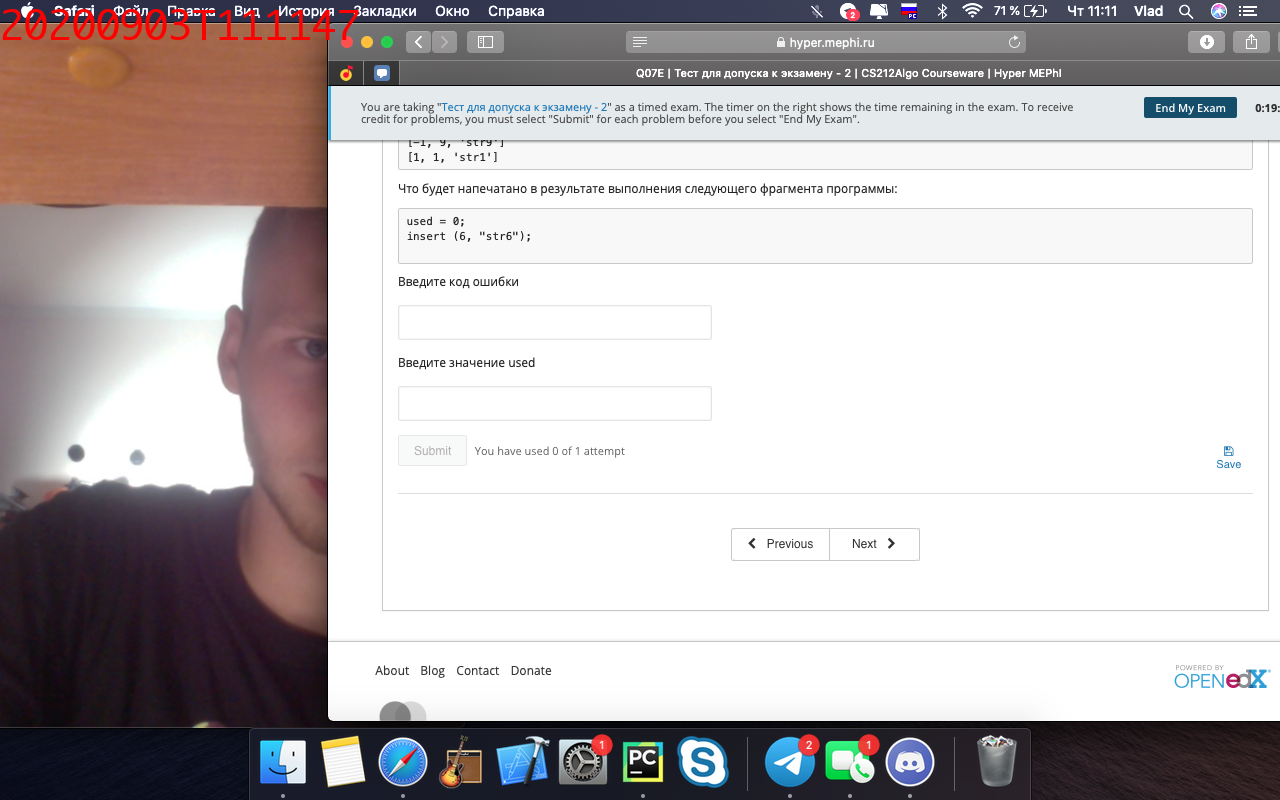 Safari Файл Правка Вид История Закладки Окно Справка
2 РС 71 % Чт 11:11 Vlad
20200903T111147
hyper.mephi.ru
Q07E | Тест для допуска к экзамену - 2 | CS212Algo Courseware | Hyper MEPhI
You are taking "Тест для допуска к экзамену - 2" as a timed exam. The timer on the right shows the time remaining in the exam. To receive
credit for problems, you must select "Submit" for each problem before you select "End My Exam".
End My Exam
0:19:
[-1, 9, 'str9']
[1, 1, 'str1']
Что будет напечатано в результате выполнения следующего фрагмента программы:
used = 0;
insert (6, "str6");
Введите код ошибки
Введите значение used
Submit
You have used 0 of 1 attempt
Save
Previous
Next
About Blog Contact Donate
POWERED BY
OPEN edX
1
PC
2
1